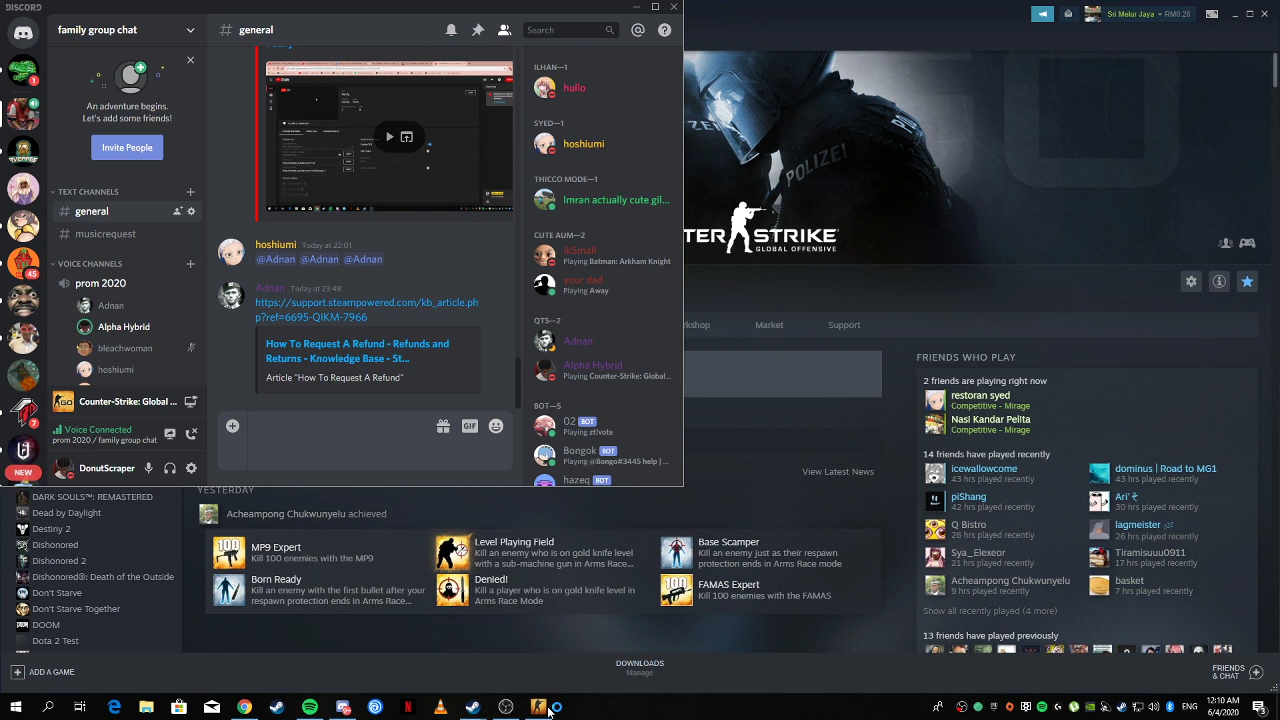 DISCORD
family group chat
general
Search
An adventure begins.
Let's add some friends!
Invite People
TEXT CHANNELS
general
musicrequest
VOICE CHANNELS
prom 2020
Adnan
Alpha Hybrid
bleachwoman
hoshiumi
Counter-Strike: Global ...
Voice Connected
prom 2020 / family group chat
DonutScraper
1
45
7
NEW
hoshiumi Today at 22:01
@Adnan @Adnan @Adnan
Adnan Today at 23:48
https://support.steampowered.com/kb_article.ph
p?ref=6695-QIKM-7966
How To Request A Refund - Refunds and
Returns - Knowledge Base - St...
Article "How To Request A Refund"
GIF
ILHAN—1
hullo
SYED—1
hoshiumi
THICCO MODE—1
Imran actually cute gil...
CUTE AUM—2
IkSmall
Playing Batman: Arkham Knight
your dad
Playing Away
QTS—2
Adnan
Alpha Hybrid
Playing Counter-Strike: Global...
BOT—5
02 BOT
Playing zt!vote
Bongok BOT
Playing @Bongo#3445 help | ...
hazeq BOT
Sri Melur Jaya RM0.28
POLIZ
TER STRIKE
GLOBAL OFFENSIVE
kshop
Market
Support
FRIENDS WHO PLAY
2 friends are playing right now
restoran syed
Competitive - Mirage
Nasi Kandar Pelita
Competitive - Mirage
14 friends have played recently
icewallowcome
43 hrs played recently
dominus | Road to MG1
43 hrs played recently
piShang
42 hrs played recently
Ari'そ
30 hrs played recently
Q Bistro
26 hrs played recently
lagmeister
26 hrs played recently
Sya_Elexeor
21 hrs played recently
Tiramisuuu0911
17 hrs played recently
Acheampong Chukwunyelu
9 hrs played recently
basket
7 hrs played recently
Show all recently played (4 more)
13 friends have played previously
View Latest News
YESTERDAY
Acheampong Chukwunyelu achieved
MP9 Expert
Kill 100 enemies with the MP9
Level Playing Field
Kill an enemy who is on gold knife level
with a sub-machine gun in Arms Race...
Base Scamper
Kill an enemy just as their respawn
protection ends in Arms Race mode
Born Ready
Kill an enemy with the first bullet after your
respawn protection ends in Arms Race...
Denied!
Kill a player who is on gold knife level in
Arms Race Mode
FAMAS Expert
Kill 100 enemies with the FAMAS
DARK SOULS™: REMASTERED
Dead by Daylight
Destiny 2
Dishonored
Dishonored 2
Dishonored®: Death of the Outside
Don't Starve
Don't Starve Together
DOOM
Dota 2 Test
ADD A GAME
DOWNLOADS
Manage
FRIENDS
& CHAT
12:10 AM
6/4/2020